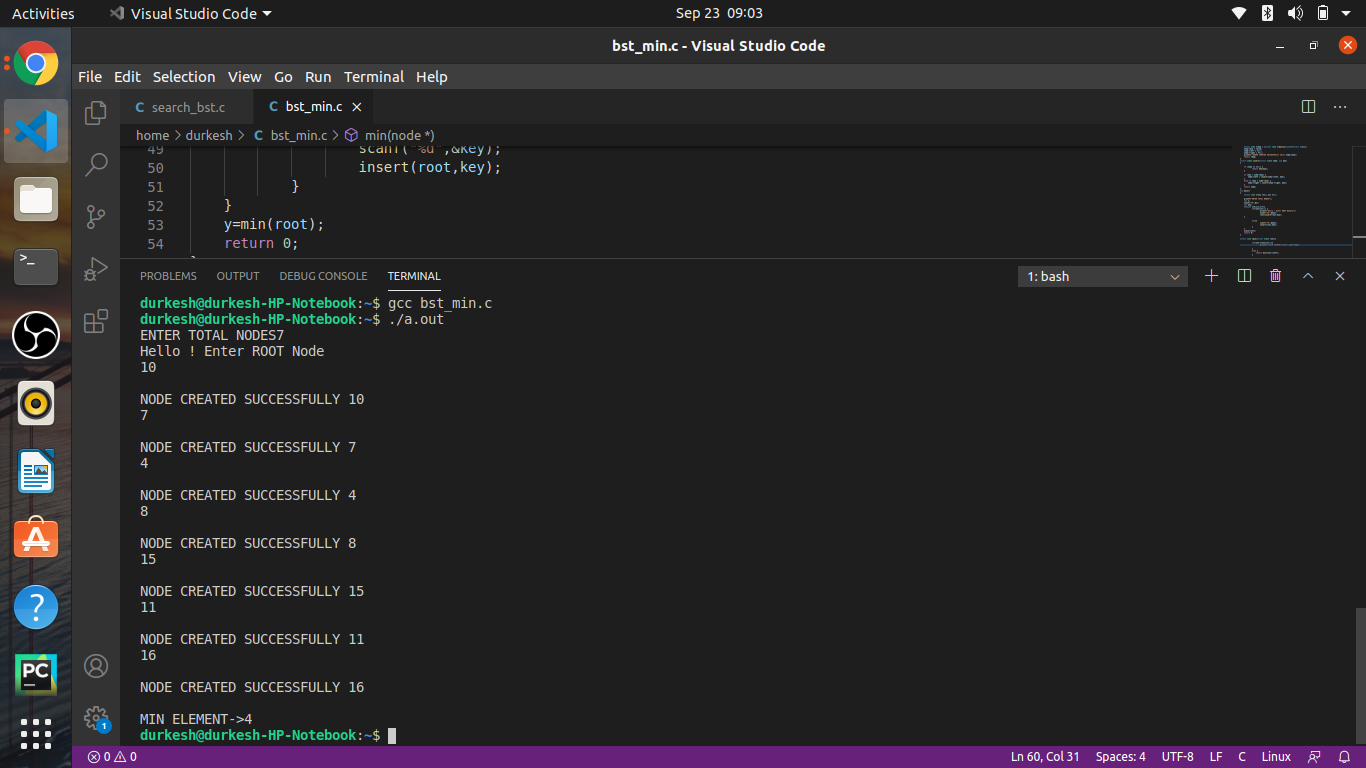 Activities Visual Studio Code Sep 23 09:03
bst_min.c - Visual Studio Code
File Edit Selection View Go Run Terminal Help
C search_bst.c C bst_min.c
home > durkesh > C bst_min.c > min(node *)
49 scanf("%d",&key);
50 insert(root,key);
51 }
52 }
53 y=min(root);
54 return 0;
PROBLEMS OUTPUT DEBUG CONSOLE TERMINAL 1: bash
durkesh@durkesh-HP-Notebook:~$ gcc bst_min.c
durkesh@durkesh-HP-Notebook:~$ ./a.out
ENTER TOTAL NODES7
Hello ! Enter ROOT Node
10
NODE CREATED SUCCESSFULLY 10
7
NODE CREATED SUCCESSFULLY 7
4
NODE CREATED SUCCESSFULLY 4
8
NODE CREATED SUCCESSFULLY 8
15
NODE CREATED SUCCESSFULLY 15
11
NODE CREATED SUCCESSFULLY 11
16
NODE CREATED SUCCESSFULLY 16
MIN ELEMENT->4
durkesh@durkesh-HP-Notebook:~$
>_
?
PC
1
0 0 Ln 60, Col 31 Spaces: 4 UTF-8 LF C Linux